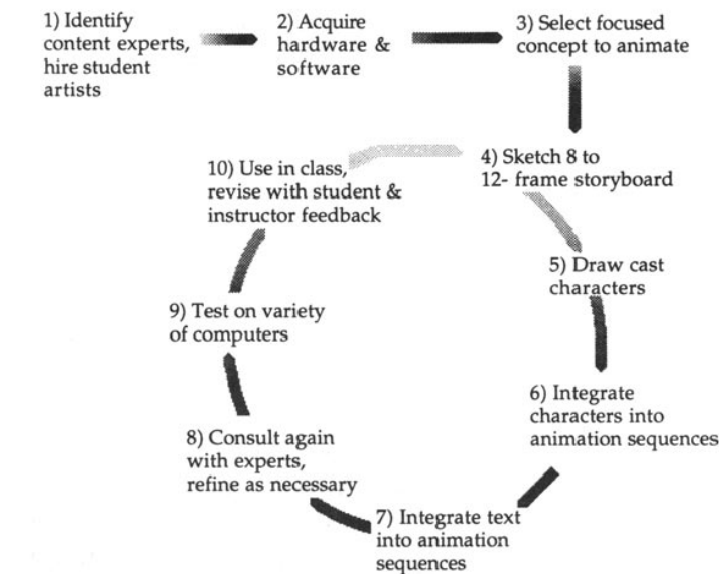 1) Identify
content experts,
hire student
artists
2) Acquire
hardware &
software
3) Select focused
concept to animate
4) Sketch 8 to
12- frame storyboard
5) Draw cast
characters
6) Integrate
characters into
animation sequences
7) Integrate text
into animation
sequences
8) Consult again
with experts,
refine as necessary
9) Test on variety
of computers
10) Use in class,
revise with student &
instructor feedback